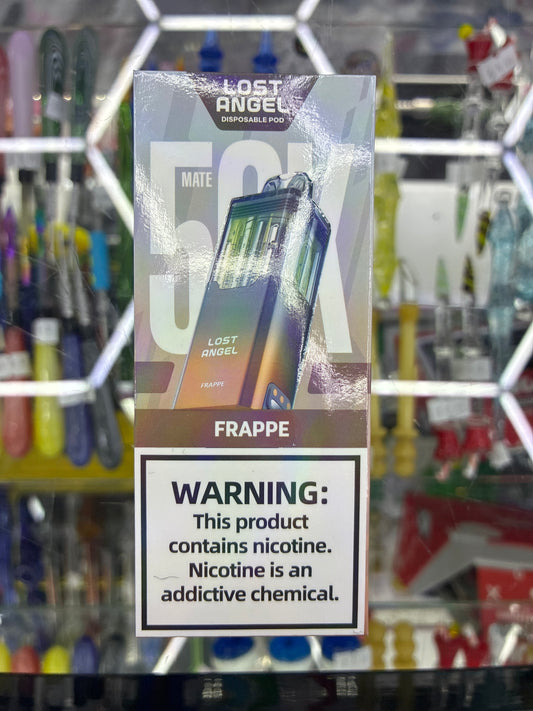 LOST
ANGEL
DISPOSABLE POD
MATE
LOST
ANGEL
FRAPPE
FRAPPE
WARNING:
This product
contains nicotine.
Nicotine is an
addictive chemical.